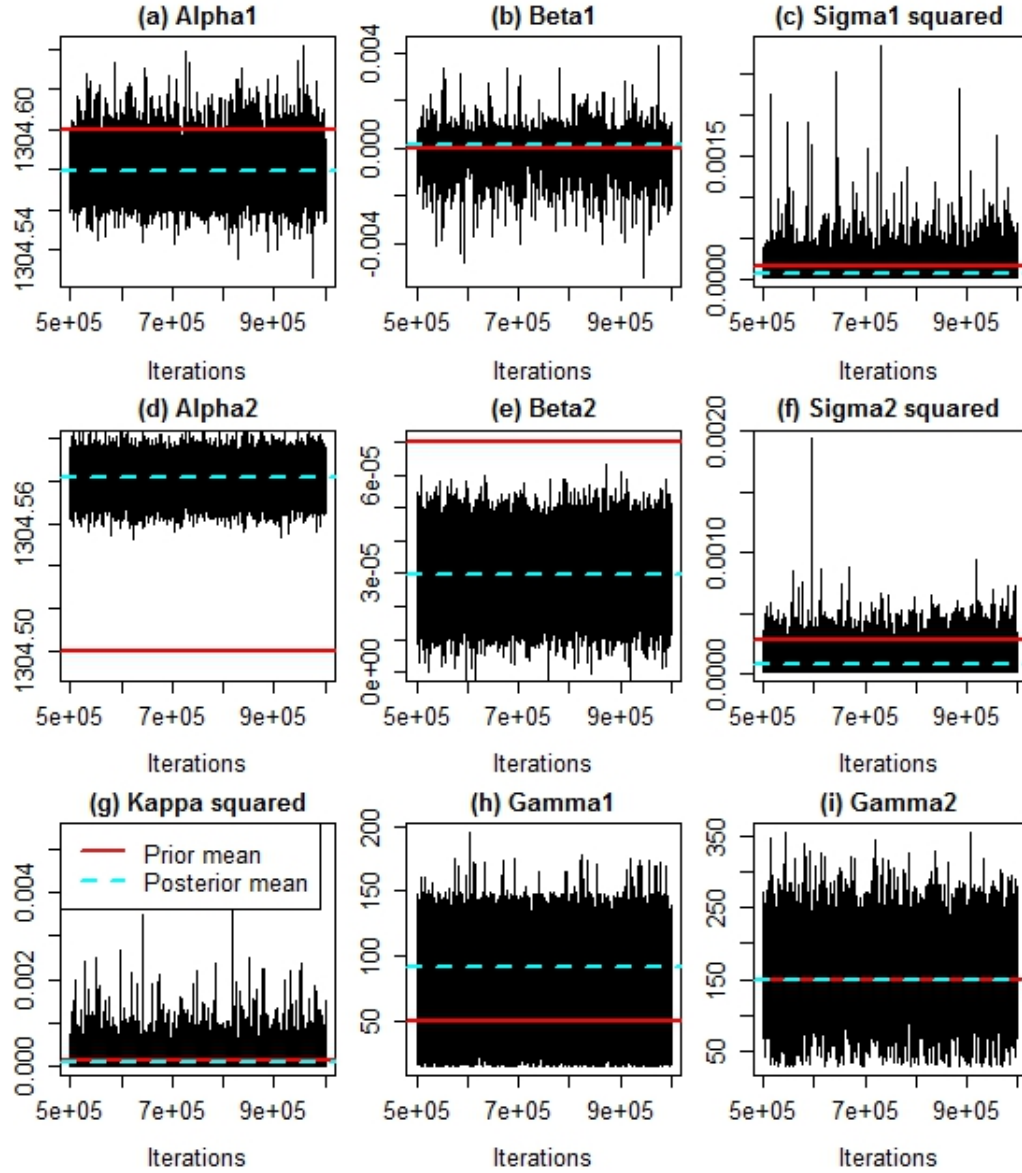 (a) Alpha1
(b) Beta1
(c) Sigma1 squared
1304.60
1304.54
5e+05 7e+05 9e+05
Iterations
0.004
0.000
-0.004
5e+05 7e+05 9e+05
Iterations
0.0015
0.0000
5e+05 7e+05 9e+05
Iterations
(d) Alpha2
(e) Beta2
(f) Sigma2 squared
1304.56
1304.50
5e+05 7e+05 9e+05
Iterations
6e-05
3e-05
0e+00
5e+05 7e+05 9e+05
Iterations
0.0020
0.0010
0.0000
5e+05 7e+05 9e+05
Iterations
(g) Kappa squared
(h) Gamma1
(i) Gamma2
Prior mean
Posterior mean
0.004
0.002
0.000
5e+05 7e+05 9e+05
Iterations
200
150
100
50
5e+05 7e+05 9e+05
Iterations
350
250
150
50
5e+05 7e+05 9e+05
Iterations